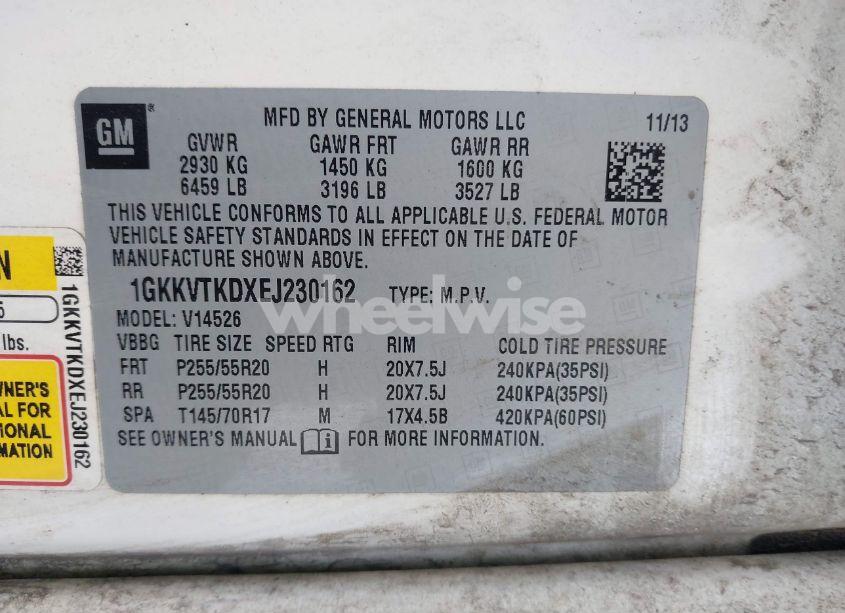 GM
®
MFD BY GENERAL MOTORS LLC 11/13
GVWR GAWR FRT GAWR RR
2930 KG 1450 KG 1600 KG
6459 LB 3196 LB 3527 LB
THIS VEHICLE CONFORMS TO ALL APPLICABLE U.S. FEDERAL MOTOR
VEHICLE SAFETY STANDARDS IN EFFECT ON THE DATE OF
MANUFACTURE SHOWN ABOVE.
1GKKVTKDXEJ230162 TYPE: M.P.V.
MODEL: V14526
VBBG TIRE SIZE SPEED RTG RIM COLD TIRE PRESSURE
FRT P255/55R20 H 20X7.5J 240KPA(35PSI)
RR P255/55R20 H 20X7.5J 240KPA(35PSI)
SPA T145/70R17 M 17X4.5B 420KPA(60PSI)
SEE OWNER'S MANUAL FOR MORE INFORMATION.
wheelwise
lbs.
1GKKVTKDXEJ230162